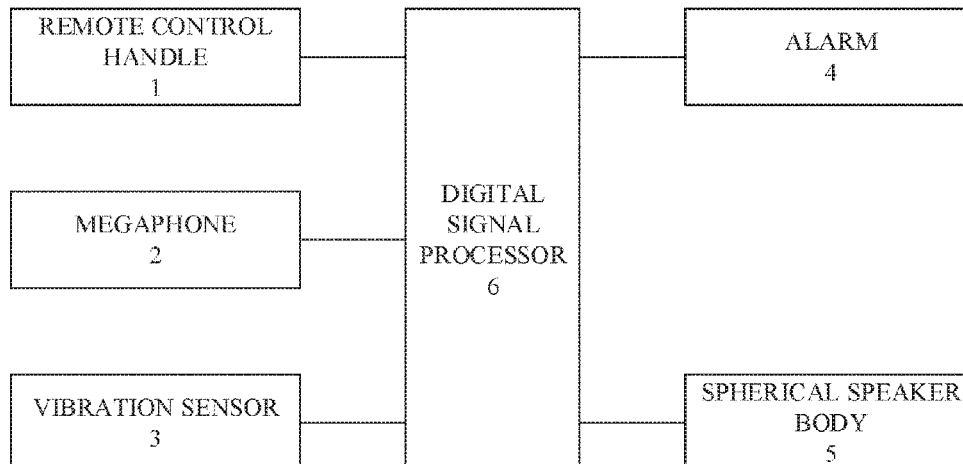 REMOTE CONTROL
HANDLE
1
MEGAPHONE
2
VIBRATION SENSOR
3
DIGITAL
SIGNAL
PROCESSOR
6
ALARM
4
SPHERICAL SPEAKER
BODY
5